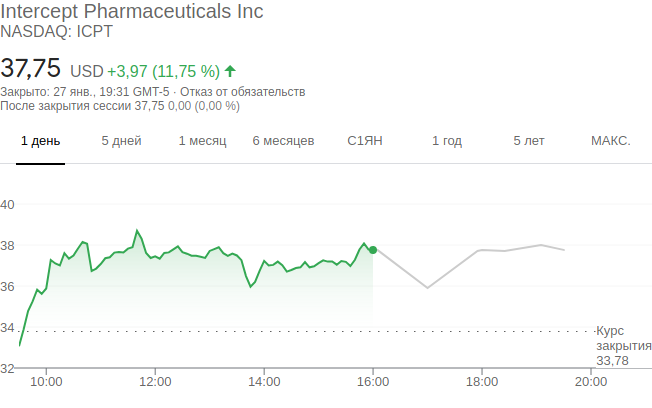 Intercept Pharmaceuticals Inc
NASDAQ: ICPT
37,75 USD +3,97 (11,75 %)
Закрыто: 27 янв., 19:31 GMT-5 · Отказ от обязательств
После закрытия сессии 37,75 0,00 (0,00 %)
1 день 5 дней 1 месяц 6 месяцев С1ЯН 1 год 5 лет МАКС.
40
38
36
34
Курс
закрытия
33,78
32
10:00 12:00 14:00 16:00 18:00 20:00